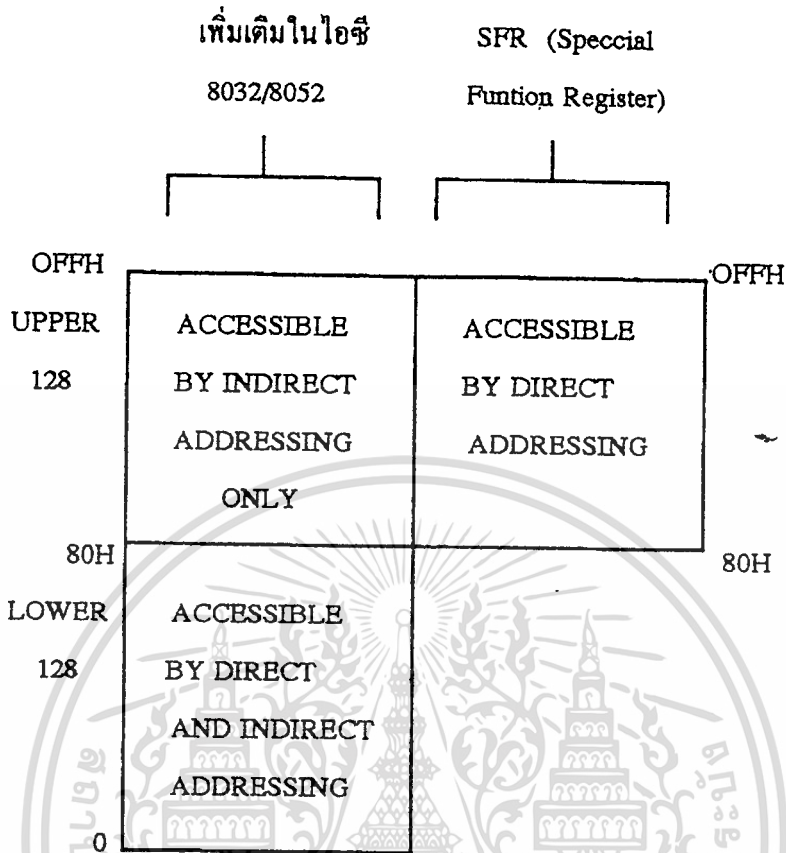 เพิ่มเติมในไอซี
8032/8052
SFR (Speccial
Funtion Register)
OFFH
OFFH
UPPER
128
ACCESSIBLE
BY INDIRECT
ADDRESSING
ONLY
ACCESSIBLE
BY DIRECT
ADDRESSING
80H
80H
LOWER
128
ACCESSIBLE
BY DIRECT
AND INDIRECT
ADDRESSING
0